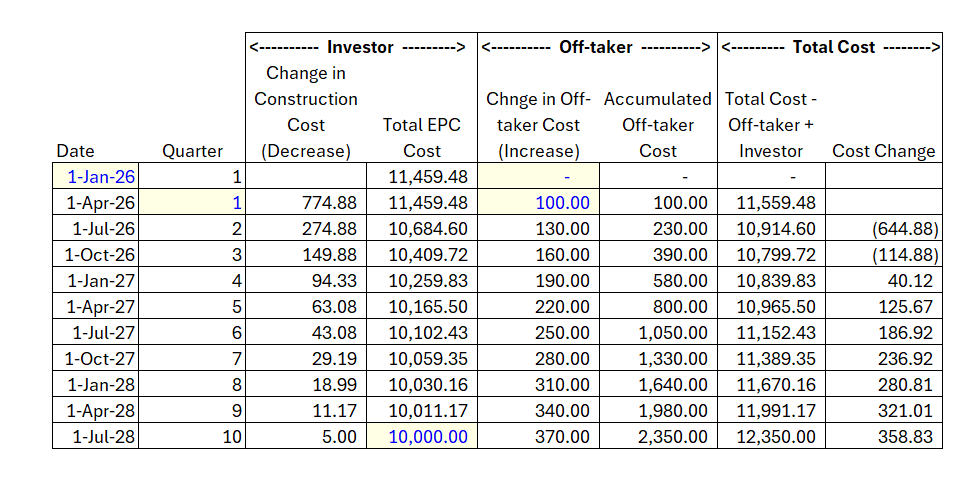 <---------- Investor ---------> <---------- Off-taker ----------> <--------- Total Cost -------->
Change in
Construction Chnge in Off- Accumulated Total Cost -
Cost Total EPC taker Cost Off-taker Off-taker +
Date Quarter (Decrease) Cost (Increase) Cost Investor Cost Change
1-Jan-26 1 11,459.48 - - -
1-Apr-26 1 774.88 11,459.48 100.00 100.00 11,559.48
1-Jul-26 2 274.88 10,684.60 130.00 230.00 10,914.60 (644.88)
1-Oct-26 3 149.88 10,409.72 160.00 390.00 10,799.72 (114.88)
1-Jan-27 4 94.33 10,259.83 190.00 580.00 10,839.83 40.12
1-Apr-27 5 63.08 10,165.50 220.00 800.00 10,965.50 125.67
1-Jul-27 6 43.08 10,102.43 250.00 1,050.00 11,152.43 186.92
1-Oct-27 7 29.19 10,059.35 280.00 1,330.00 11,389.35 236.92
1-Jan-28 8 18.99 10,030.16 310.00 1,640.00 11,670.16 280.81
1-Apr-28 9 11.17 10,011.17 340.00 1,980.00 11,991.17 321.01
1-Jul-28 10 5.00 10,000.00 370.00 2,350.00 12,350.00 358.83